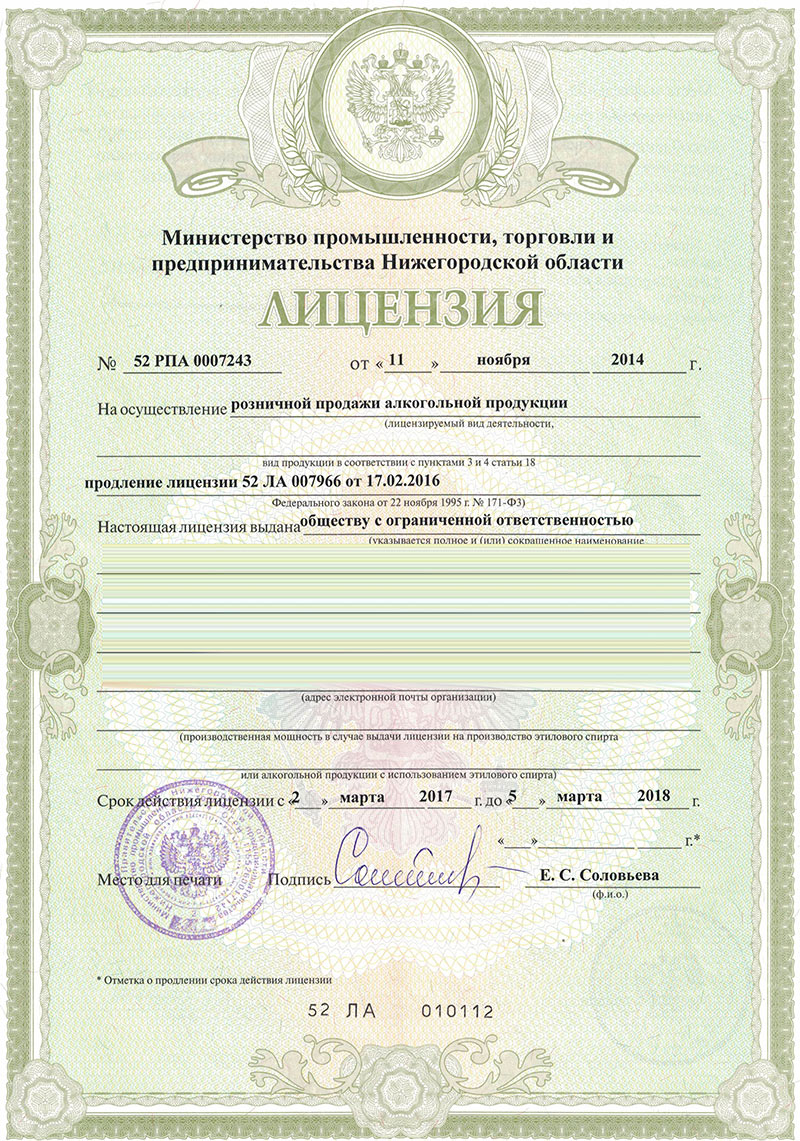 Министерство промышленности, торговли и
предпринимательства Нижегородской области
ЛИЦЕНЗИЯ
№ 52 РПА 0007243 от « 11 » ноября 2014 г.
На осуществление розничной продажи алкогольной продукции
(лицензируемый вид деятельности,
вид продукции в соответствии с пунктами 3 и 4 статьи 18
продление лицензии 52 ЛА 007966 от 17.02.2016
Федерального закона от 22 ноября 1995 г. № 171-ФЗ)
Настоящая лицензия выдана обществу с ограниченной ответственностью
(указывается полное и (или) сокращенное наименование
(адрес электронной почты организации)
(производственная мощность в случае выдачи лицензии на производство этилового спирта
или алкогольной продукции с использованием этилового спирта)
Срок действия лицензии с «2 » марта 2017 г. до «5 » марта 2018 г.
« » г.*
Место для печати Подпись Е. С. Соловьева
(ф.и.о.)
* Отметка о продлении срока действия лицензии
52 ЛА 010112